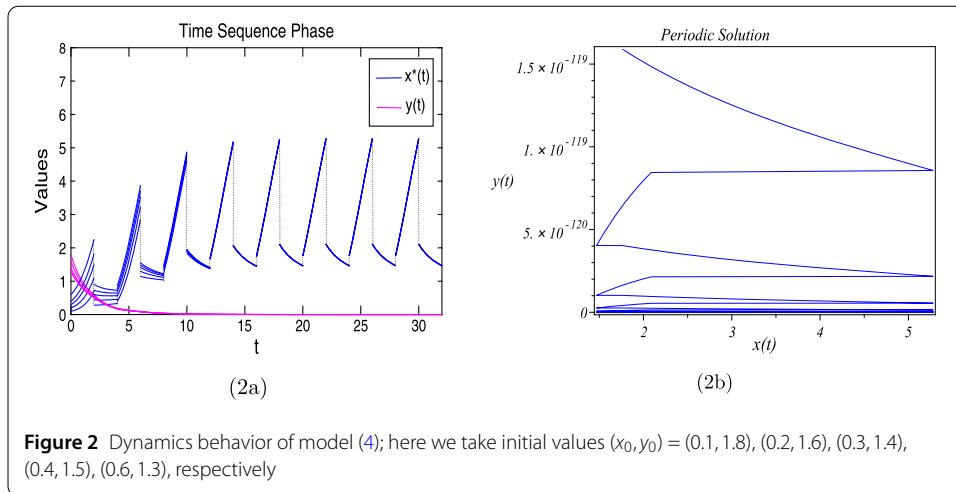 Time Sequence Phase
8
7
6
5
4
3
2
1
0
Values
x*(t)
y(t)
0 5 10 15 20 25 30
t
(2a)
Periodic Solution
1.5 × 10^-119
1. × 10^-119
y(t)
5. × 10^-120
0
2 3 4 5
x(t)
(2b)
Figure 2 Dynamics behavior of model (4); here we take initial values (x₀, y₀) = (0.1, 1.8), (0.2, 1.6), (0.3, 1.4),
(0.4, 1.5), (0.6, 1.3), respectively